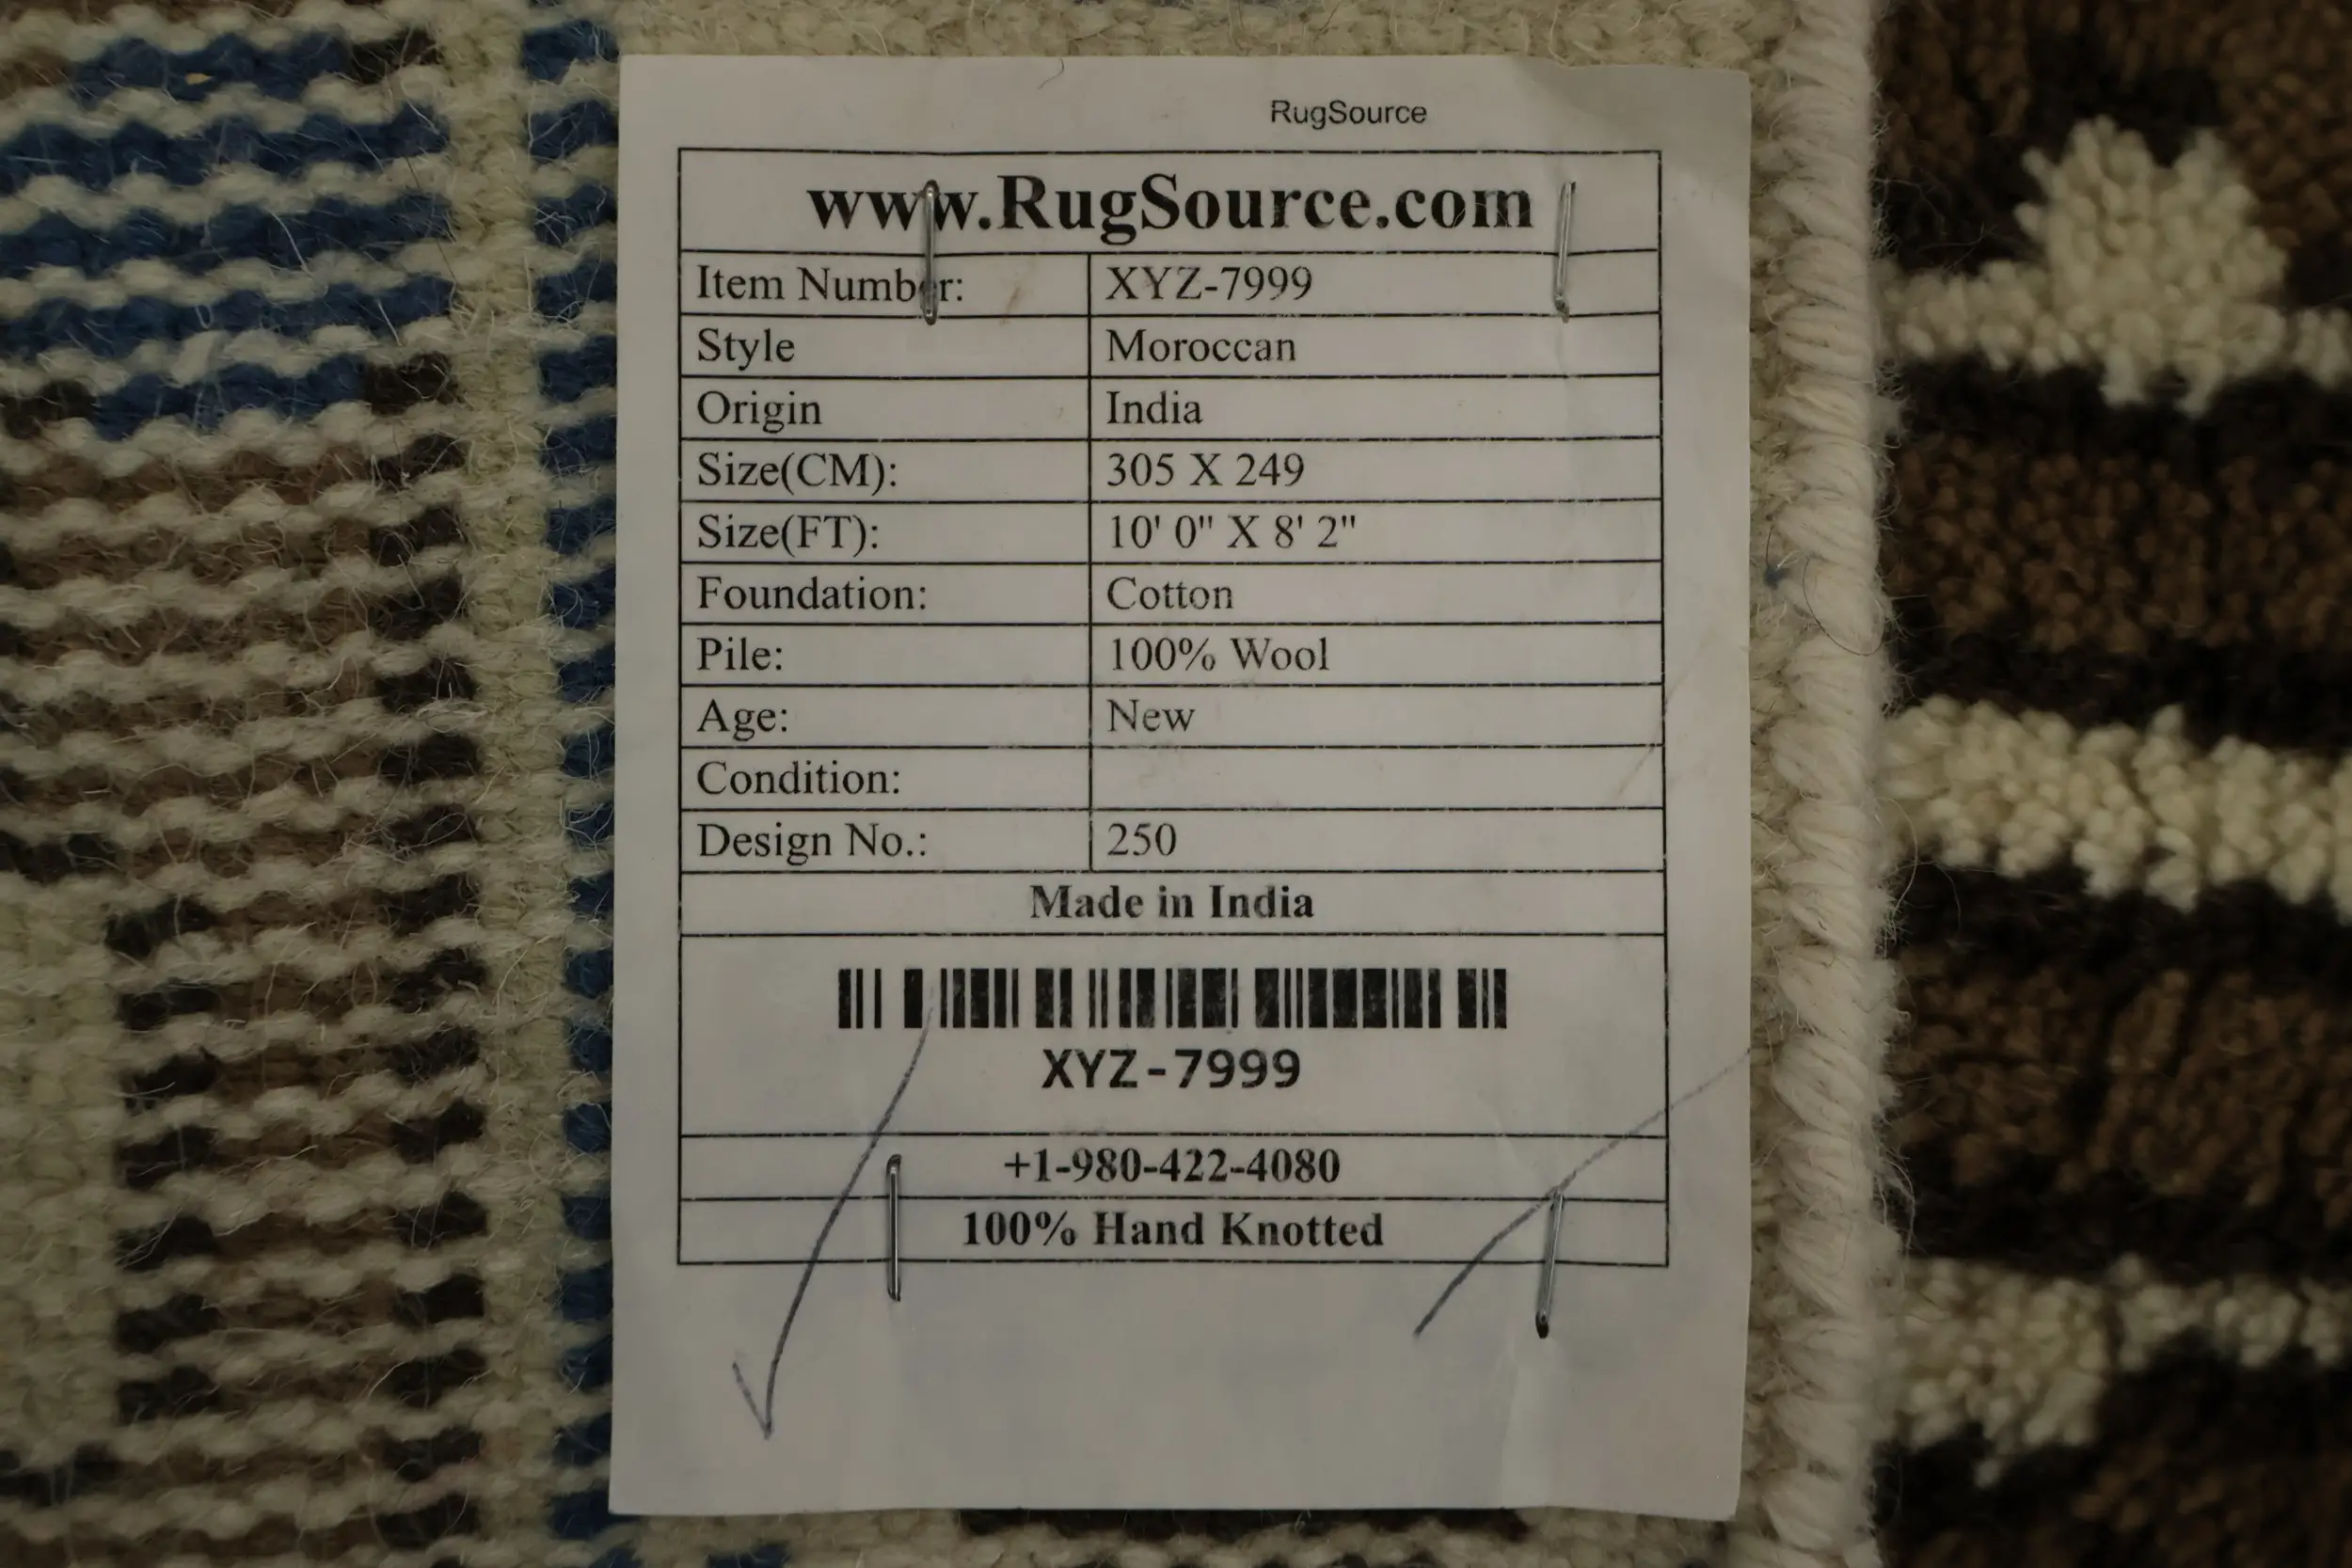 RugSource
www.RugSource.com
Item Number: XYZ-7999
Style Moroccan
Origin India
Size(CM): 305 X 249
Size(FT): 10' 0" X 8' 2"
Foundation: Cotton
Pile: 100% Wool
Age: New
Condition:
Design No.: 250
Made in India
XYZ-7999
+1-980-422-4080
100% Hand Knotted